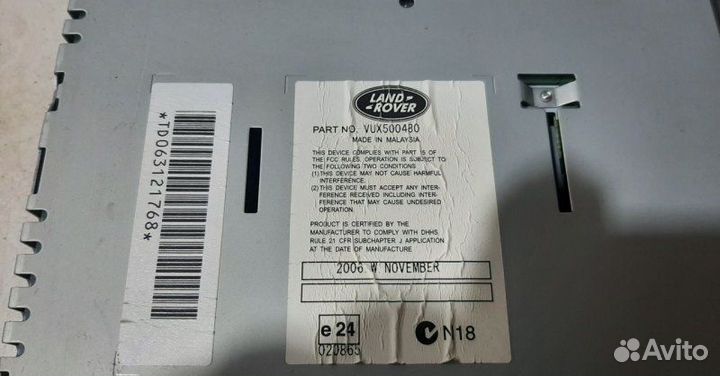 *TD063121768*
LAND-
-ROVER
PART NO. VUX500480
MADE IN MALAYSIA
THIS DEVICE COMPLIES WITH PART 15 OF
THE FCC RULES. OPERATION IS SUBJECT TO
THE FOLLOWING TWO CONDITIONS
(1) THIS DEVICE MAY NOT CAUSE HARMFUL
INTERFERENCE.
(2) THIS DEVICE MUST ACCEPT ANY INTER-
FERENCE RECEIVED INCLUDING INTER-
FERENCE THAT MAY CAUSE UNDESIRED
OPERATION.
PRODUCT IS CERTIFIED BY THE
MANUFACTURER TO COMPLY WITH DHHS
RULE 21 CFR SUBCHAPTER J APPLICATION
AT THE DATE OF MANUFACTURE
2006 W NOVEMBER
e24
020865
N18
Avito